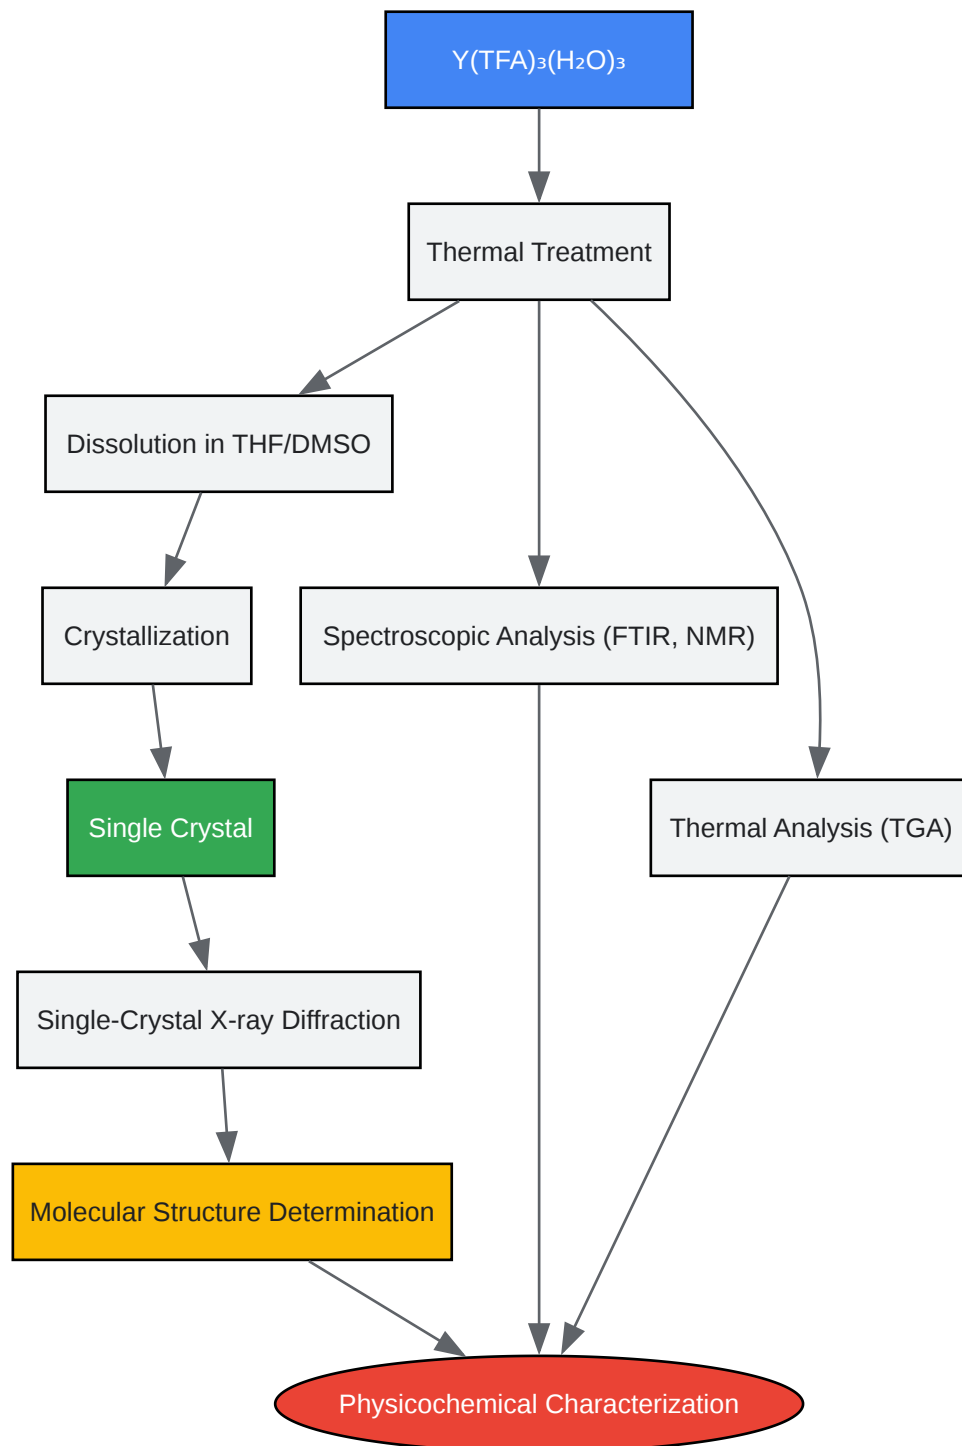 Y(TFA)₃(H₂O)₃
Thermal Treatment
Dissolution in THF/DMSO
Crystallization
Spectroscopic Analysis (FTIR, NMR)
Single Crystal
Thermal Analysis (TGA)
Single-Crystal X-ray Diffraction
Molecular Structure Determination
Physicochemical Characterization